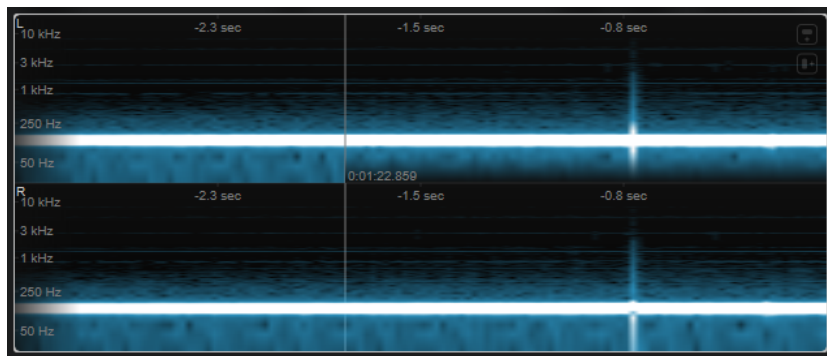 L
-2.3 sec -1.5 sec -0.8 sec
10 kHz
3 kHz
1 kHz
250 Hz
50 Hz
0:01:22.859
R
-2.3 sec -1.5 sec -0.8 sec
10 kHz
3 kHz
1 kHz
250 Hz
50 Hz